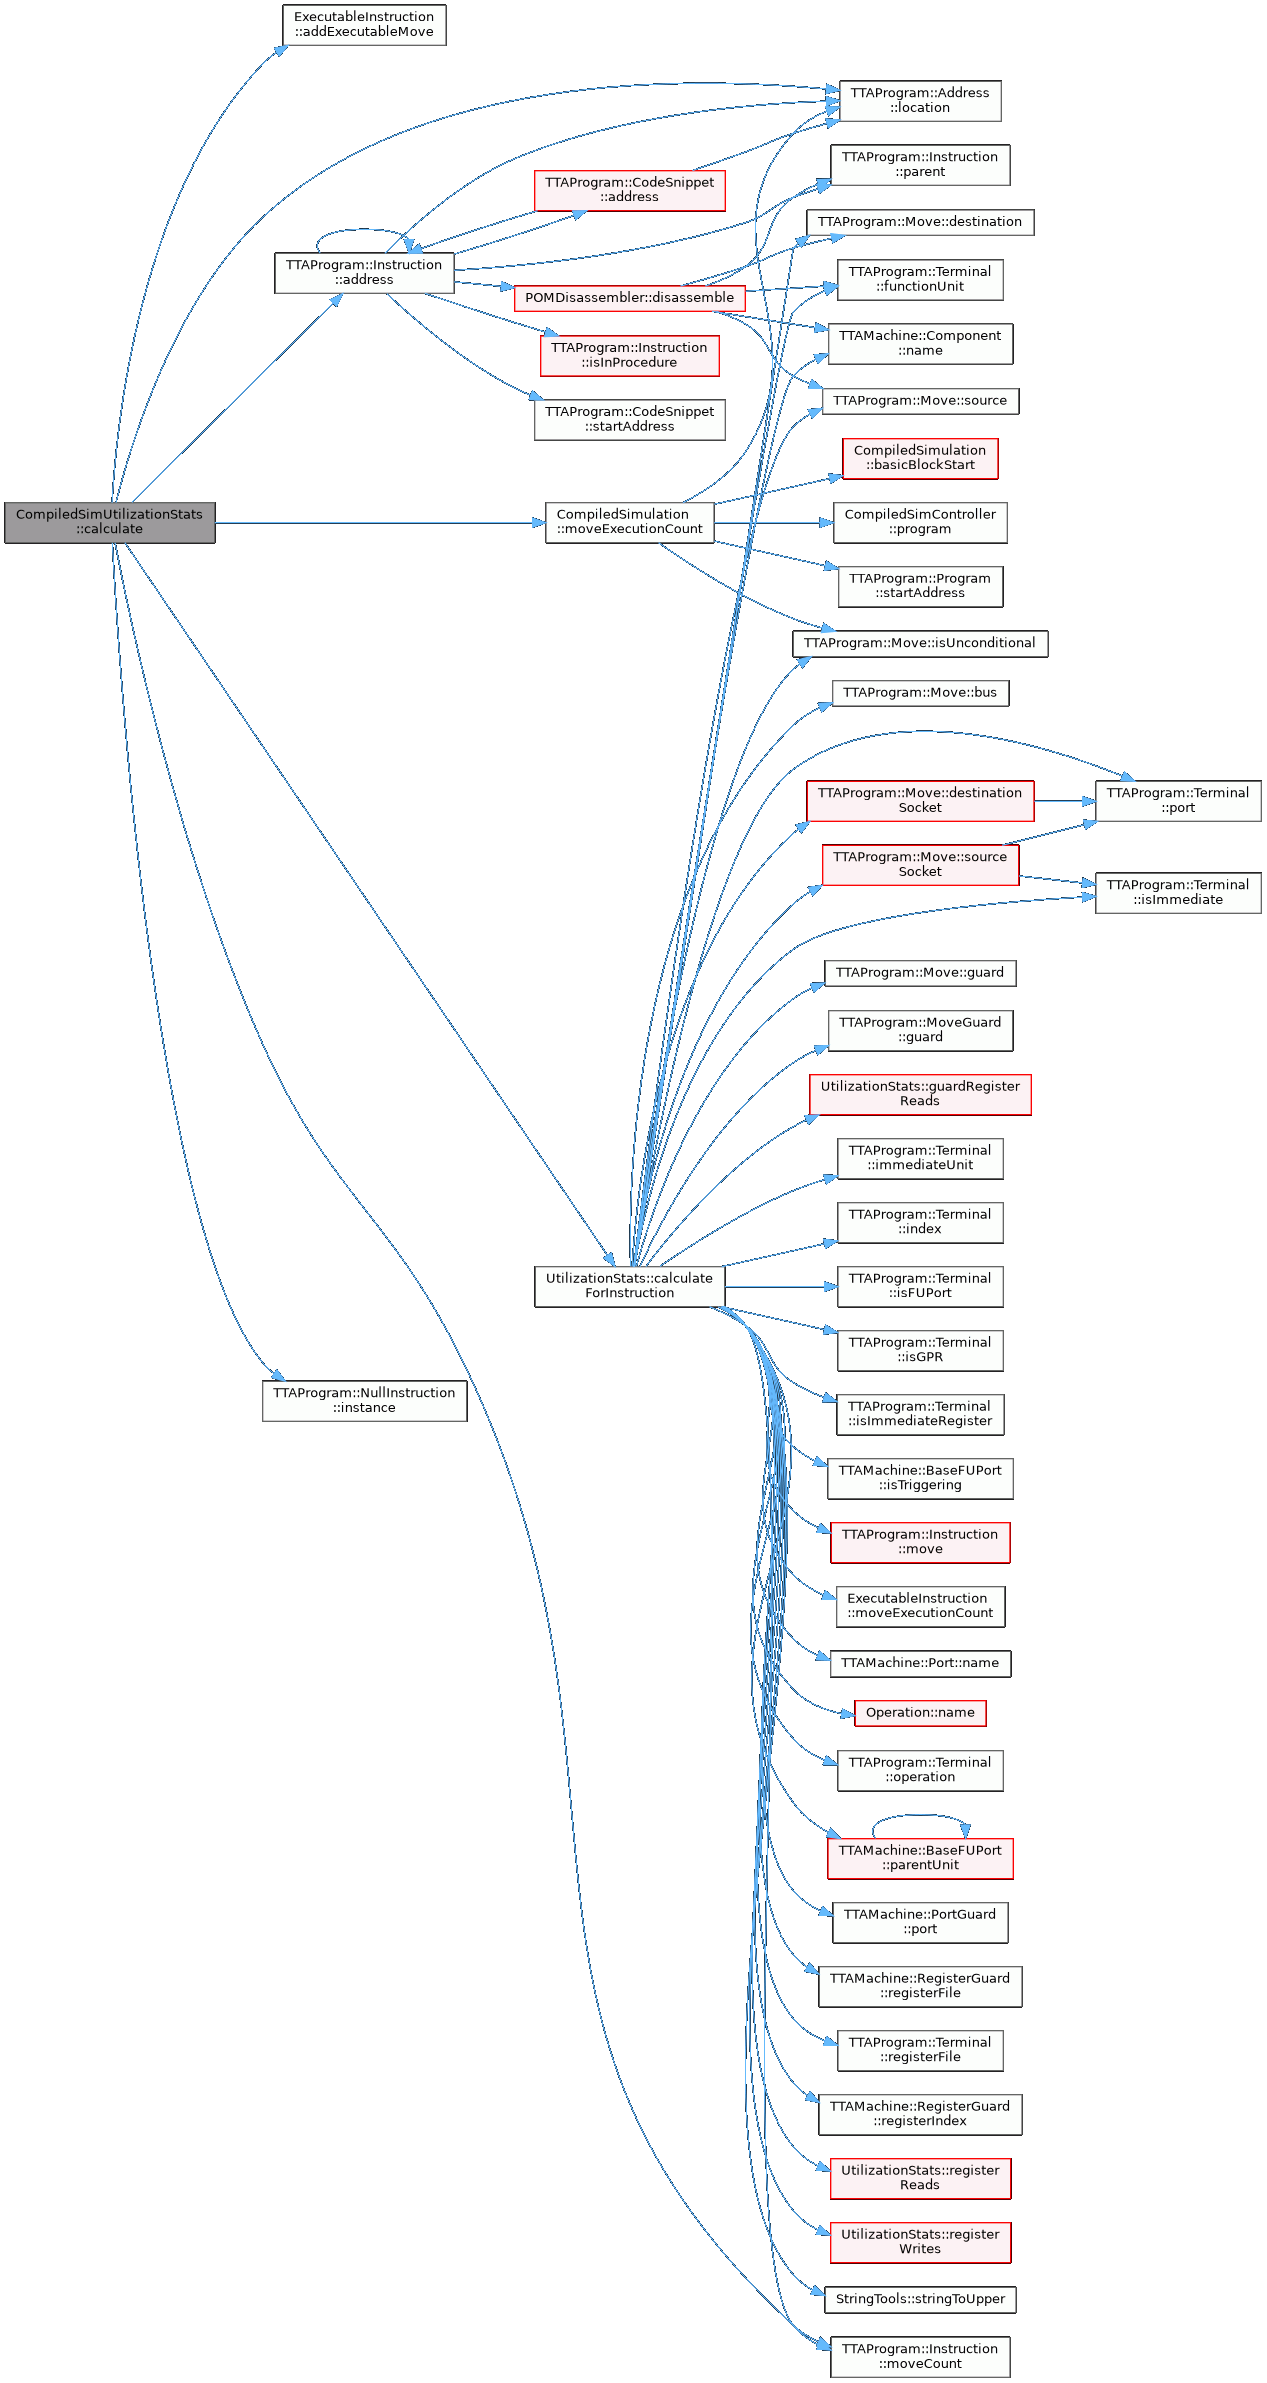 ExecutableInstruction
::addExecutableMove
TTAProgram::Address
::location
TTAProgram::Instruction
::parent
TTAProgram::CodeSnippet
::address
TTAProgram::Move::destination
TTAProgram::Instruction
::address
TTAProgram::Terminal
::functionUnit
POMDisassembler::disassemble
TTAMachine::Component
::name
TTAProgram::Instruction
::isInProcedure
TTAProgram::Move::source
TTAProgram::CodeSnippet
::startAddress
CompiledSimulation
::basicBlockStart
CompiledSimUtilizationStats
::calculate
CompiledSimulation
::moveExecutionCount
CompiledSimController
::program
TTAProgram::Program
::startAddress
TTAProgram::Move::isUnconditional
TTAProgram::Move::bus
TTAProgram::Move::destination
Socket
TTAProgram::Terminal
::port
TTAProgram::Move::source
Socket
TTAProgram::Terminal
::isImmediate
TTAProgram::Move::guard
TTAProgram::MoveGuard
::guard
UtilizationStats::guardRegister
Reads
TTAProgram::Terminal
::immediateUnit
TTAProgram::Terminal
::index
UtilizationStats::calculate
ForInstruction
TTAProgram::Terminal
::isFUPort
TTAProgram::Terminal
::isGPR
TTAProgram::NullInstruction
::instance
TTAProgram::Terminal
::isImmediateRegister
TTAMachine::BaseFUPort
::isTriggering
TTAProgram::Instruction
::move
ExecutableInstruction
::moveExecutionCount
TTAMachine::Port::name
Operation::name
TTAProgram::Terminal
::operation
TTAMachine::BaseFUPort
::parentUnit
TTAMachine::PortGuard
::port
TTAMachine::RegisterGuard
::registerFile
TTAProgram::Terminal
::registerFile
TTAMachine::RegisterGuard
::registerIndex
UtilizationStats::register
Reads
UtilizationStats::register
Writes
StringTools::stringToUpper
TTAProgram::Instruction
::moveCount